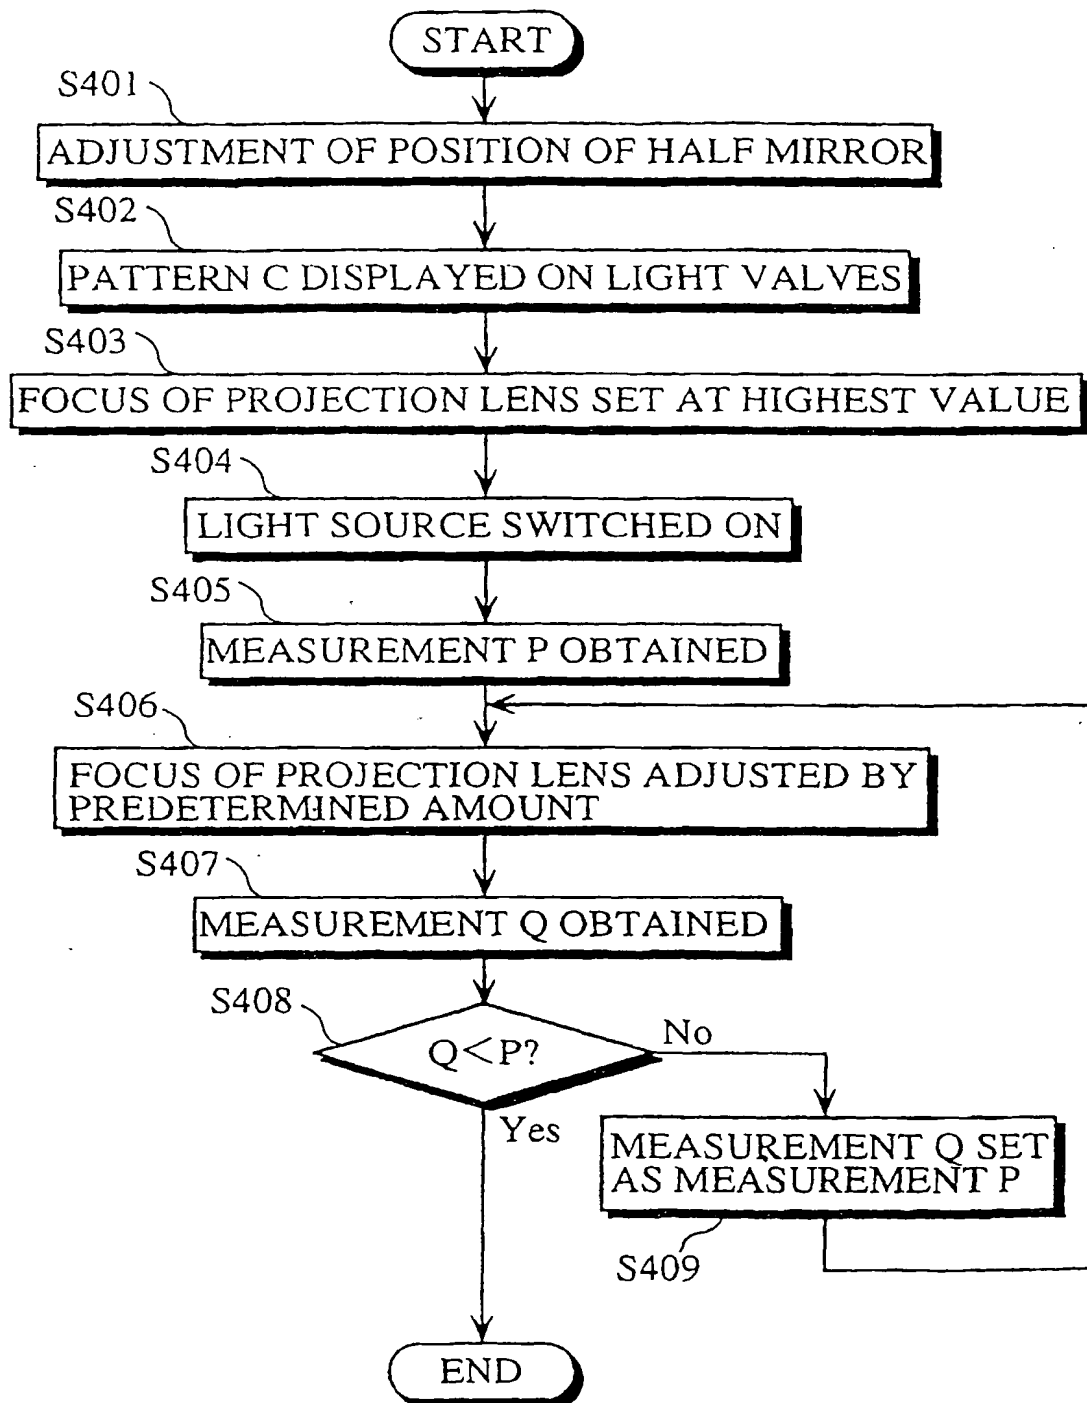 START
S401
ADJUSTMENT OF POSITION OF HALF MIRROR
S402
PATTERN C DISPLAYED ON LIGHT VALVES
S403
FOCUS OF PROJECTION LENS SET AT HIGHEST VALUE
S404
LIGHT SOURCE SWITCHED ON
S405
MEASUREMENT P OBTAINED
S406
FOCUS OF PROJECTION LENS ADJUSTED BY
PREDETERMINED AMOUNT
S407
MEASUREMENT Q OBTAINED
S408
Q<P?
No
Yes
MEASUREMENT Q SET
AS MEASUREMENT P
S409
END